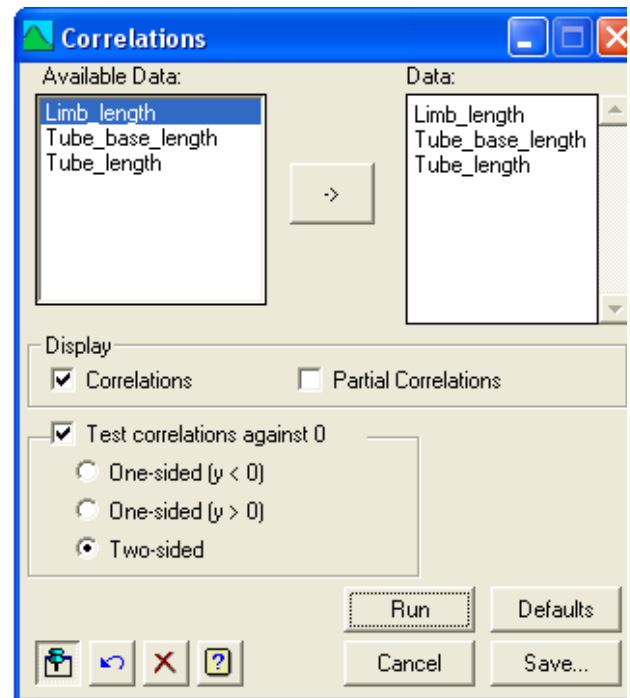 Correlations
Available Data:
Limb_length
Tube_base_length
Tube_length
->
Data:
Limb_length
Tube_base_length
Tube_length
Display
Correlations
Partial Correlations
Test correlations against 0
One-sided (y < 0)
One-sided (y > 0)
Two-sided
Run
Defaults
?
Cancel
Save...